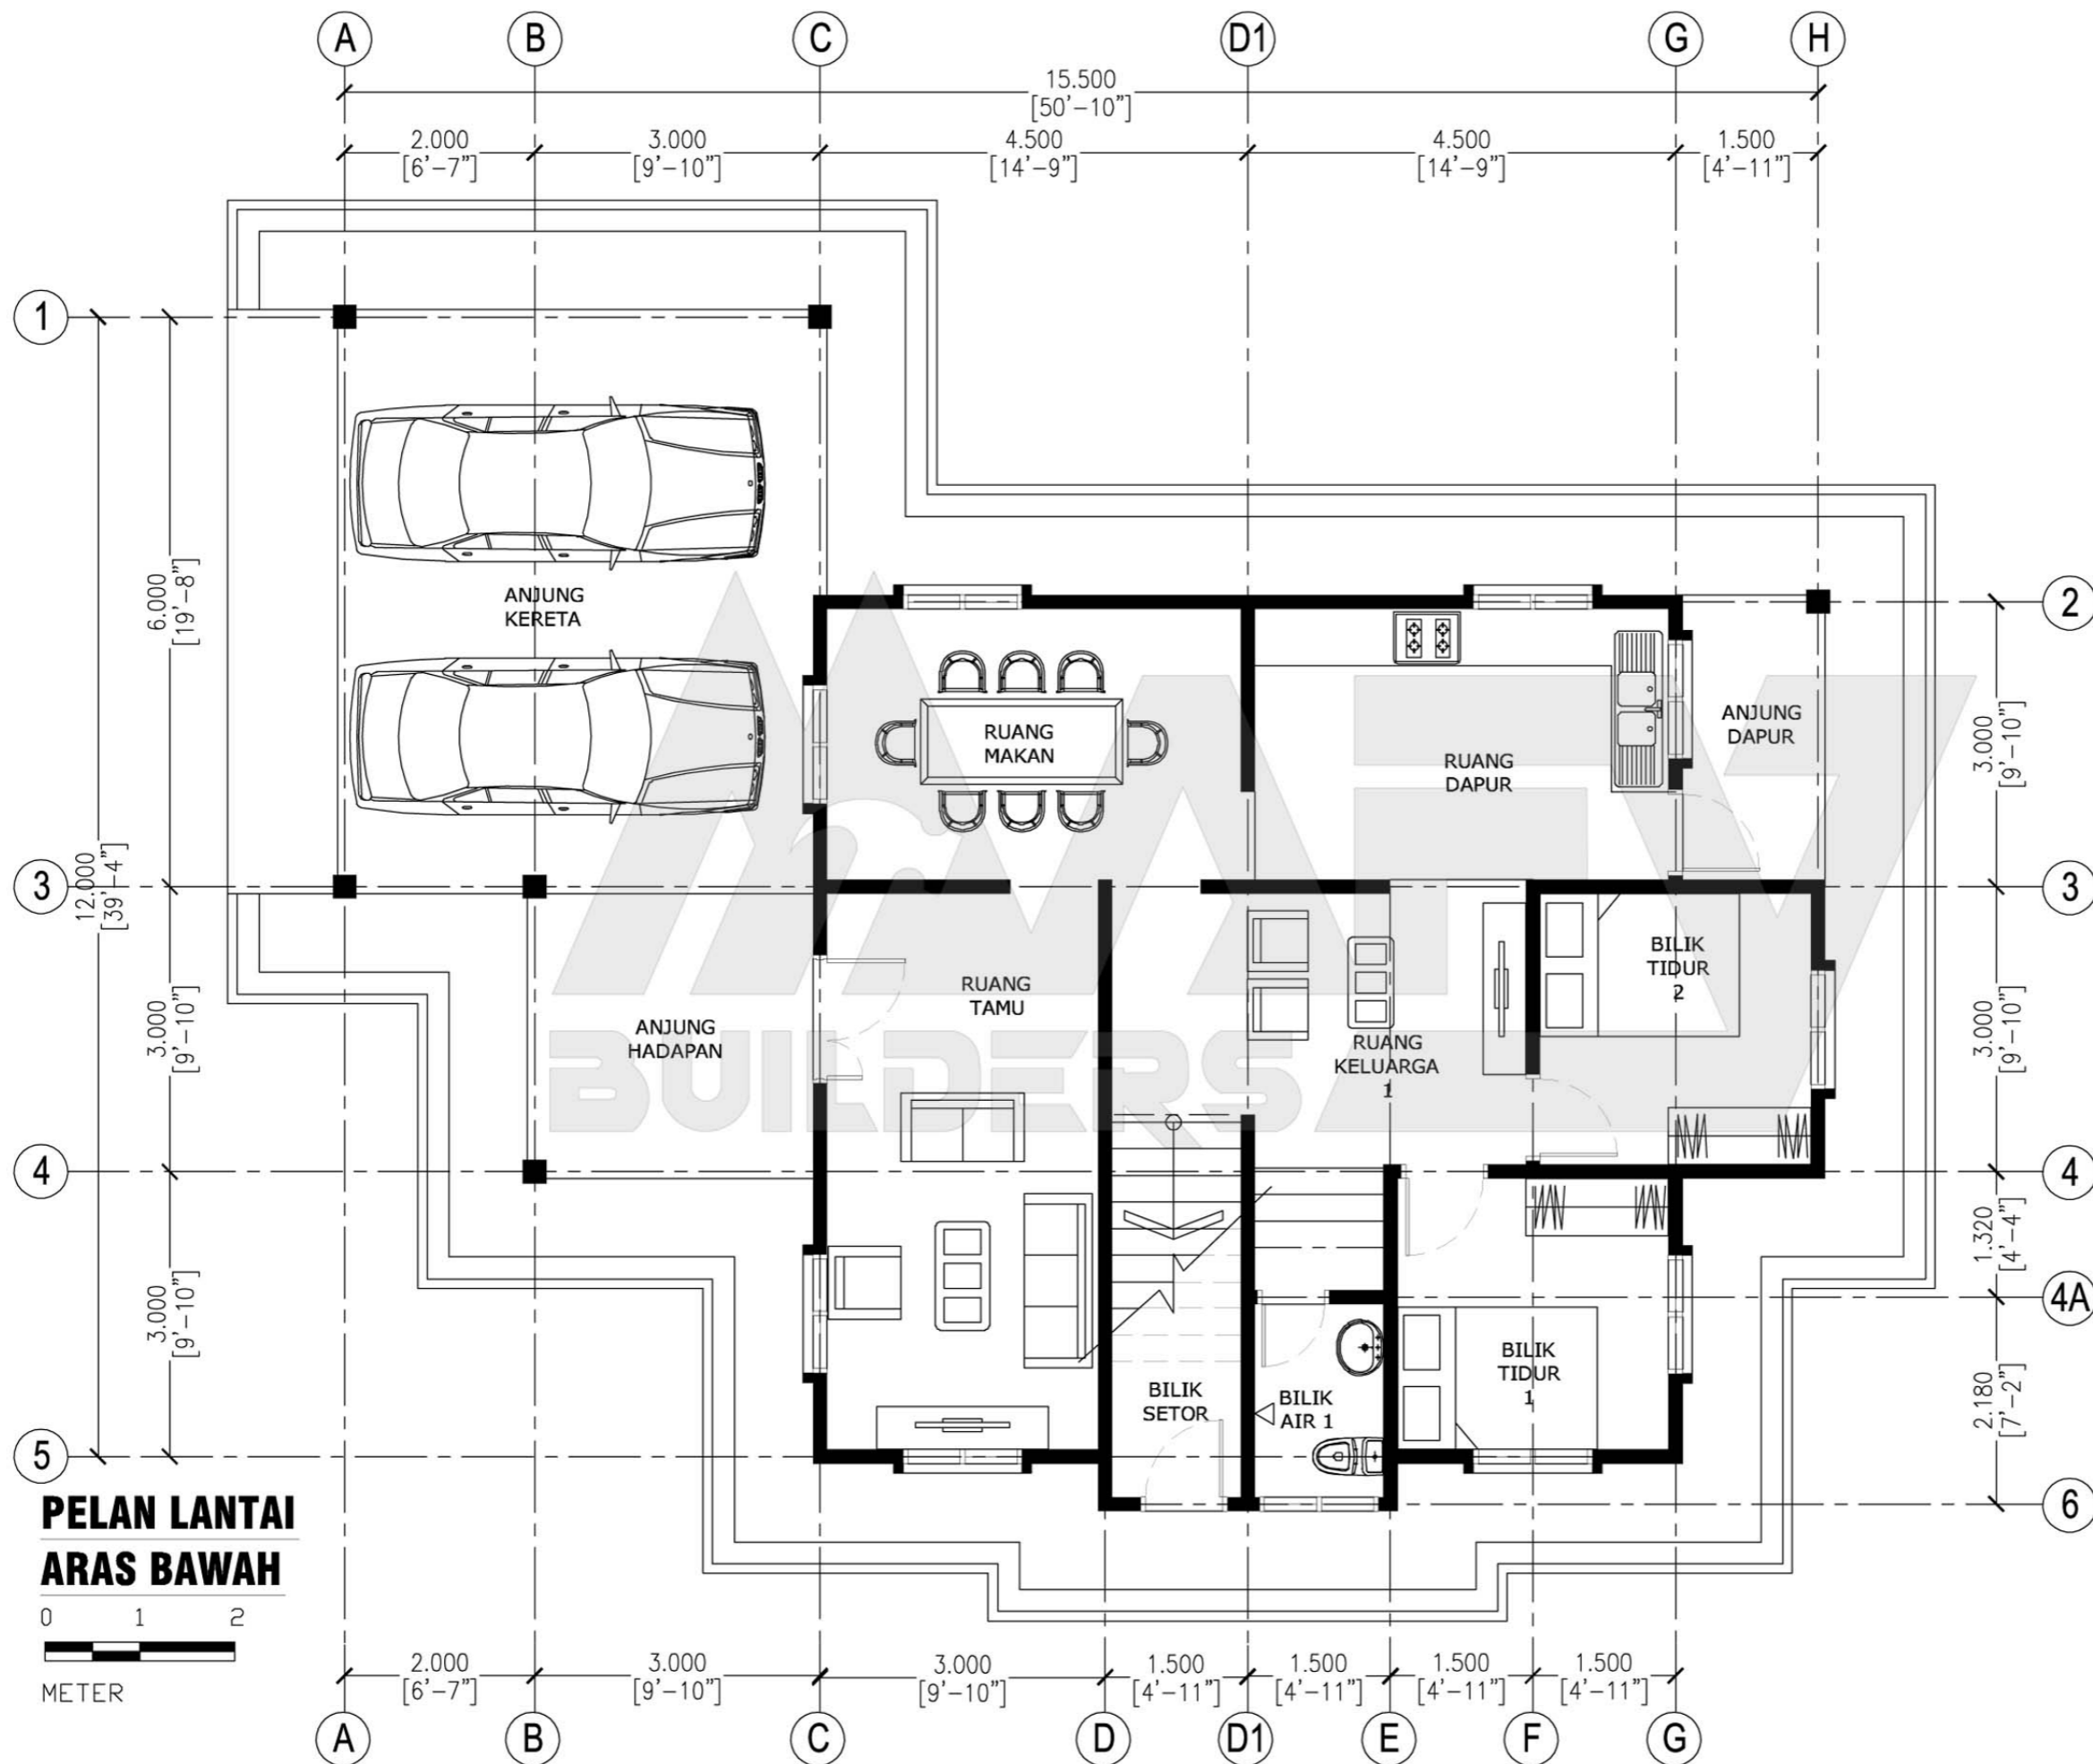 A B C D1 G H
15.500
[50'-10"]
2.000 3.000 4.500 4.500 1.500
[6'-7"] [9'-10"] [14'-9"] [14'-9"] [4'-11"]
1
2
3
3
4
4
4A
5
6
12.000
[39'-4"]
6.000
[19'-8"]
3.000
[9'-10"]
3.000
[9'-10"]
ANJUNG
KERETA
RUANG
MAKAN
RUANG
DAPUR
ANJUNG
DAPUR
3.000
[9'-10"]
RUANG
TAMU
ANJUNG
HADAPAN
RUANG
KELUARGA
1
BILIK
TIDUR
2
3.000
[9'-10"]
1.320
[4'-4"]
2.180
[7'-2"]
BILIK
SETOR
BILIK
AIR 1
BILIK
TIDUR
1
BUILDERS
PELAN LANTAI
ARAS BAWAH
0 1 2
METER
2.000 3.000 3.000 1.500 1.500 1.500 1.500
[6'-7"] [9'-10"] [9'-10"] [4'-11"] [4'-11"] [4'-11"] [4'-11"]
A B C D D1 E F G